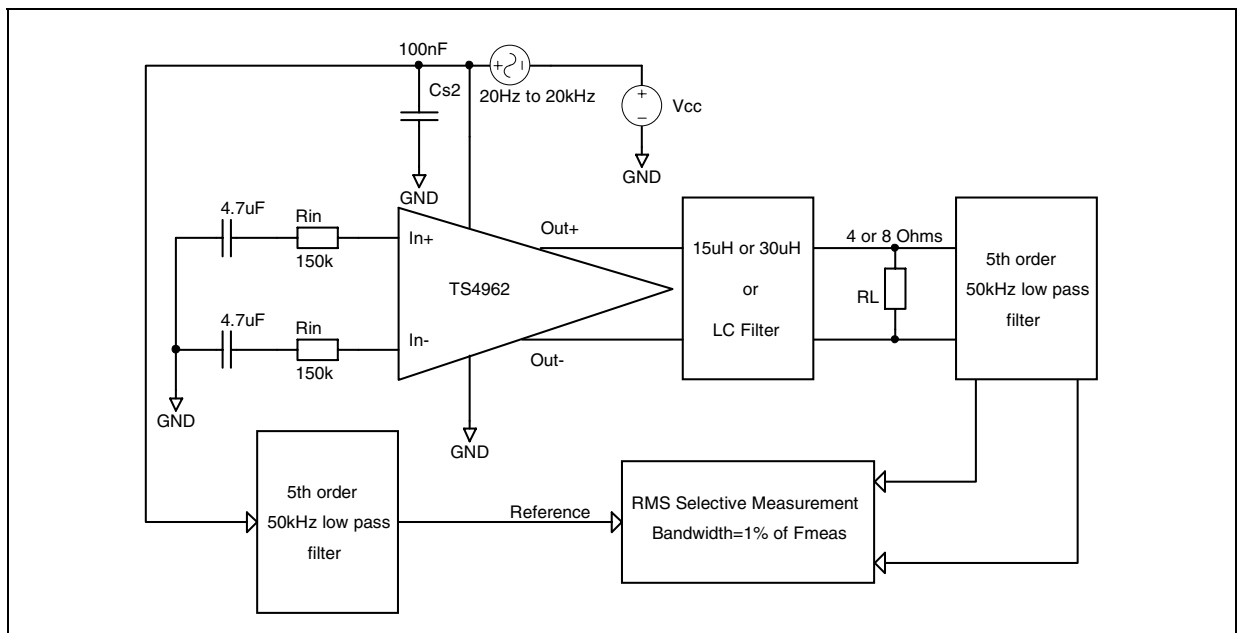 100nF
Cs2
20Hz to 20kHz
+
−
Vcc
+
−
GND
GND
4.7uF
Rin
150k
In+
Out+
15uH or 30uH
or
LC Filter
4 or 8 Ohms
RL
5th order
50kHz low pass
filter
TS4962
4.7uF
Rin
150k
In-
Out-
GND
GND
5th order
50kHz low pass
filter
Reference
RMS Selective Measurement
Bandwidth=1% of Fmeas